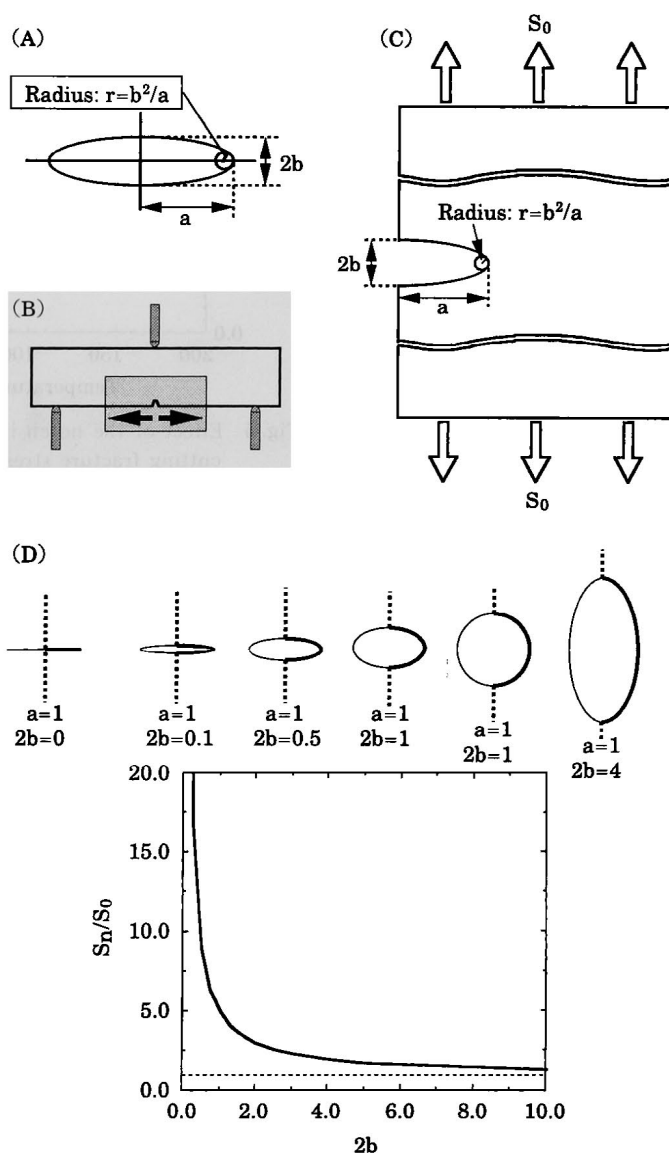 (A)
Radius: r=b²/a
2b
a
(B)
(C)
S₀
Radius: r=b²/a
2b
a
S₀
(D)
a=1
2b=0
a=1
2b=0.1
a=1
2b=0.5
a=1
2b=1
a=1
2b=1
a=1
2b=4
20.0
15.0
10.0
5.0
0.0
Sn/S₀
0.0 2.0 4.0 6.0 8.0 10.0
2b